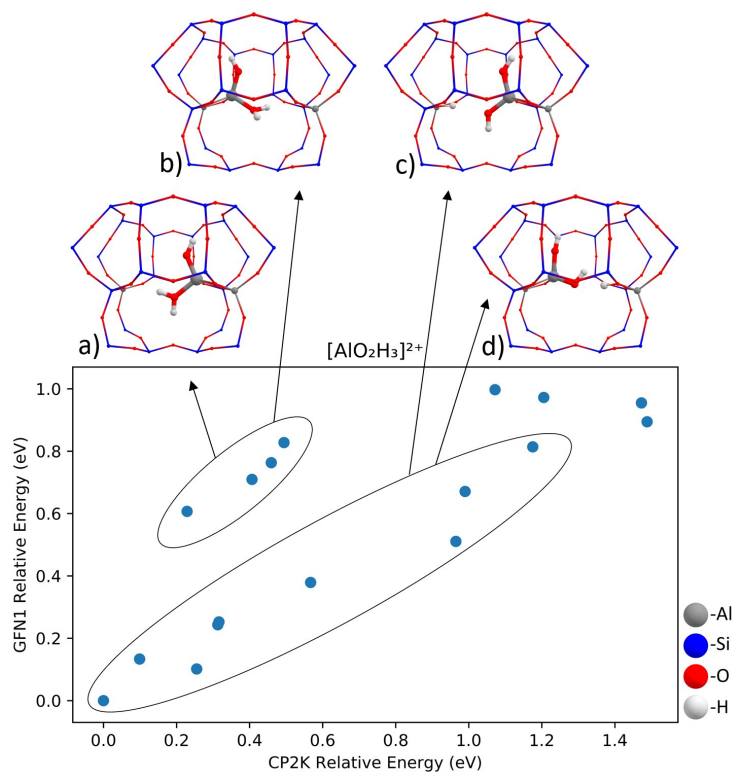 b)
c)
a)
d)
[AlO₂H₃]²⁺
1.0
0.8
0.6
0.4
0.2
0.0
GFN1 Relative Energy (eV)
0.0 0.2 0.4 0.6 0.8 1.0 1.2 1.4
CP2K Relative Energy (eV)
-Al
-Si
-O
-H